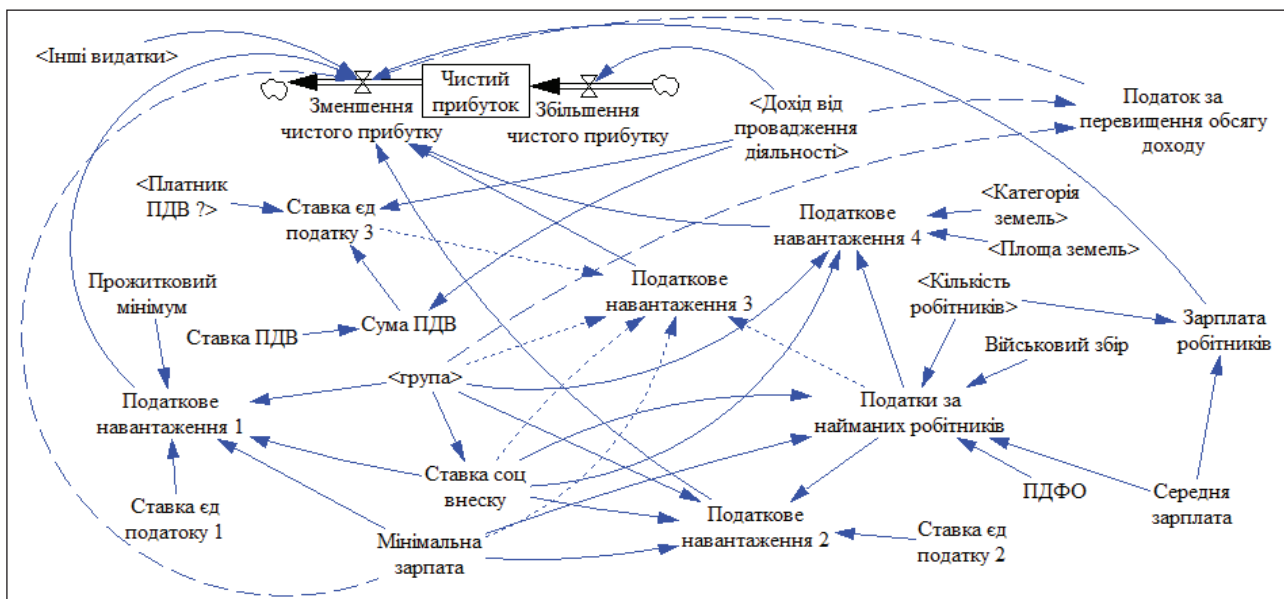 <Інші видатки>
Чистий
прибуток
Зменшення
чистого прибутку
Збільшення
чистого прибутку
<Дохід від
провадження
діяльності>
Податок за
перевищення обсягу
доходу
<Платник
ПДВ ?>
Ставка єд
податку 3
Податкове
навантаження 4
<Категорія
земель>
<Площа земель>
Прожитковий
мінімум
Податкове
навантаження 3
<Кількість
робітників>
Ставка ПДВ
Сума ПДВ
Зарплата
робітників
Військовий збір
<група>
Податкове
навантаження 1
Податки за
найманих робітників
Ставка соц
внеску
ПДФО
Середня
зарплата
Ставка єд
податоку 1
Мінімальна
зарпата
Податкове
навантаження 2
Ставка єд
податку 2